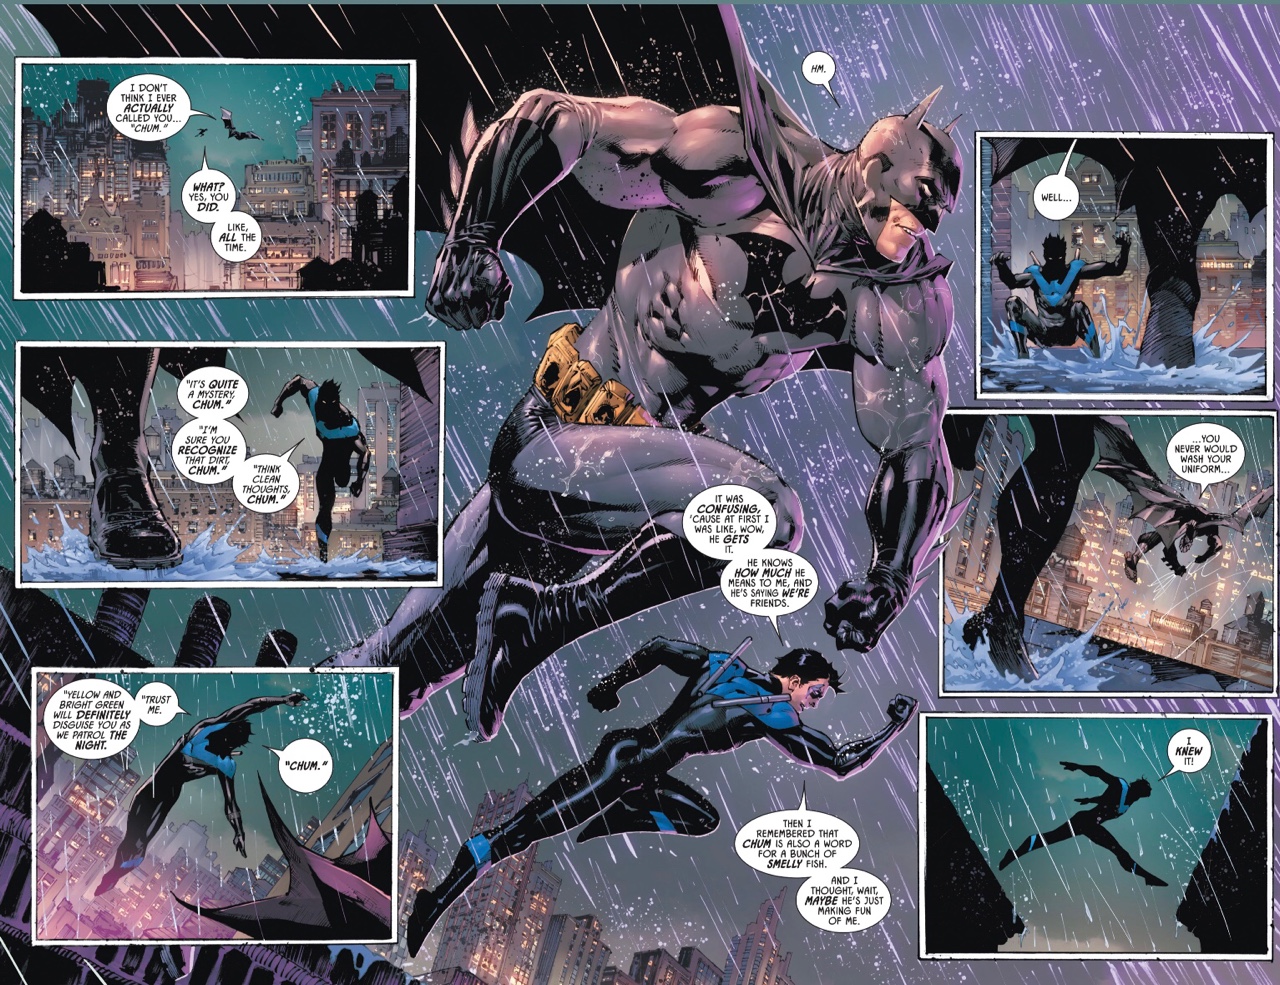 I DON'T
THINK I EVER
ACTUALLY
CALLED YOU...
"CHUM."
WHAT?
YES, YOU
DID.
LIKE,
ALL THE
TIME.
"IT'S QUITE
A MYSTERY,
CHUM."
"I'M
SURE YOU
RECOGNIZE
THAT DIRT,
CHUM."
"THINK
CLEAN
THOUGHTS,
CHUM."
"YELLOW AND
BRIGHT GREEN
WILL DEFINITELY
DISGUISE YOU AS
WE PATROL THE
NIGHT.
"TRUST
ME.
"CHUM."
HM.
IT WAS
CONFUSING,
'CAUSE AT FIRST I
WAS LIKE, WOW,
HE GETS
IT.
HE KNOWS
HOW MUCH HE
MEANS TO ME, AND
HE'S SAYING WE'RE
FRIENDS.
THEN I
REMEMBERED THAT
CHUM IS ALSO A WORD
FOR A BUNCH OF
SMELLY FISH.
AND I
THOUGHT, WAIT,
MAYBE HE'S JUST
MAKING FUN
OF ME.
WELL...
...YOU
NEVER WOULD
WASH YOUR
UNIFORM...
I
KNEW
IT!